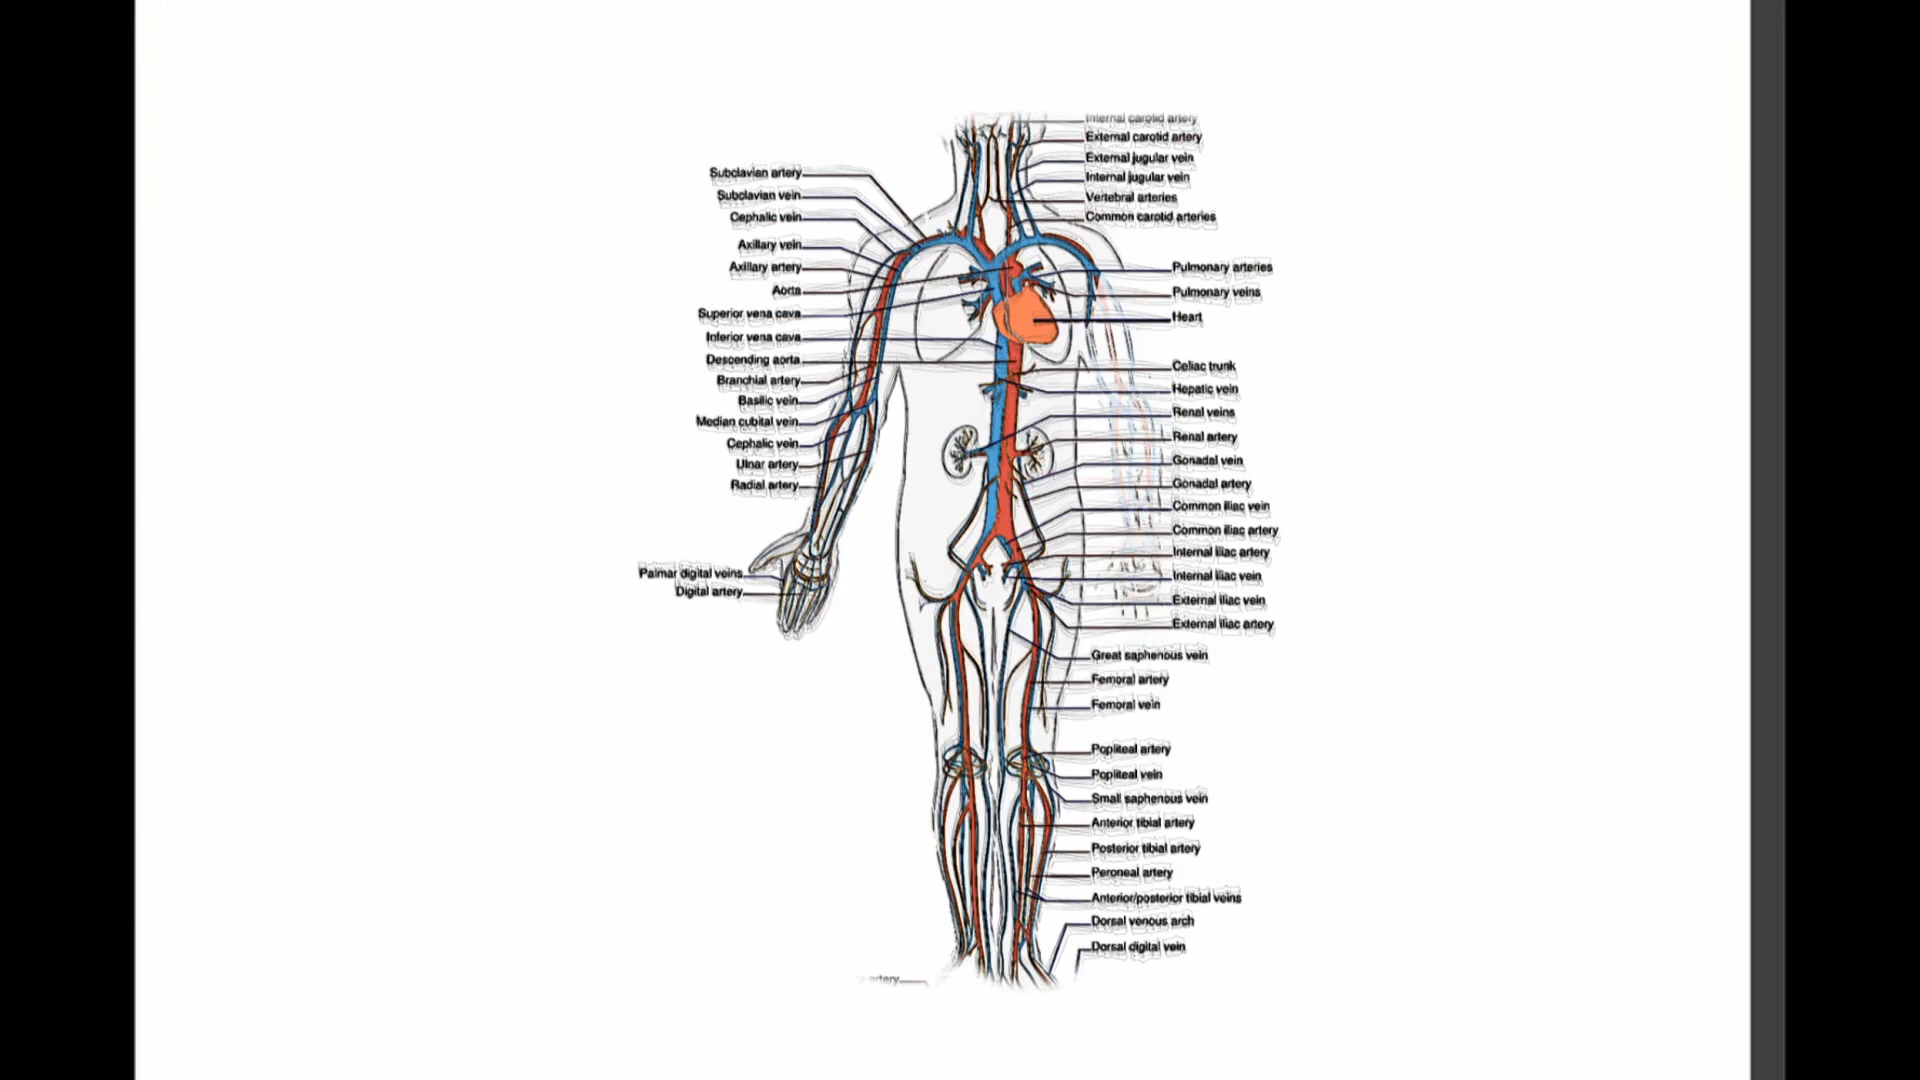 Internal carotid artery
External carotid artery
External jugular vein
Internal jugular vein
Vertebral arteries
Common carotid arteries
Subclavian artery
Subclavian vein
Cephalic vein
Axillary vein
Axillary artery
Aorta
Superior vena cava
Inferior vena cava
Descending aorta
Branchial artery
Basilic vein
Median cubital vein
Cephalic vein
Ulnar artery
Radial artery
Palmar digital veins
Digital artery
Pulmonary arteries
Pulmonary veins
Heart
Celiac trunk
Hepatic vein
Renal veins
Renal artery
Gonadal vein
Gonadal artery
Common iliac vein
Common iliac artery
Internal iliac artery
Internal iliac vein
External iliac vein
External iliac artery
Great saphenous vein
Femoral artery
Femoral vein
Popliteal artery
Popliteal vein
Small saphenous vein
Anterior tibial artery
Posterior tibial artery
Peroneal artery
Anterior/posterior tibial veins
Dorsal venous arch
Dorsal digital vein
artery